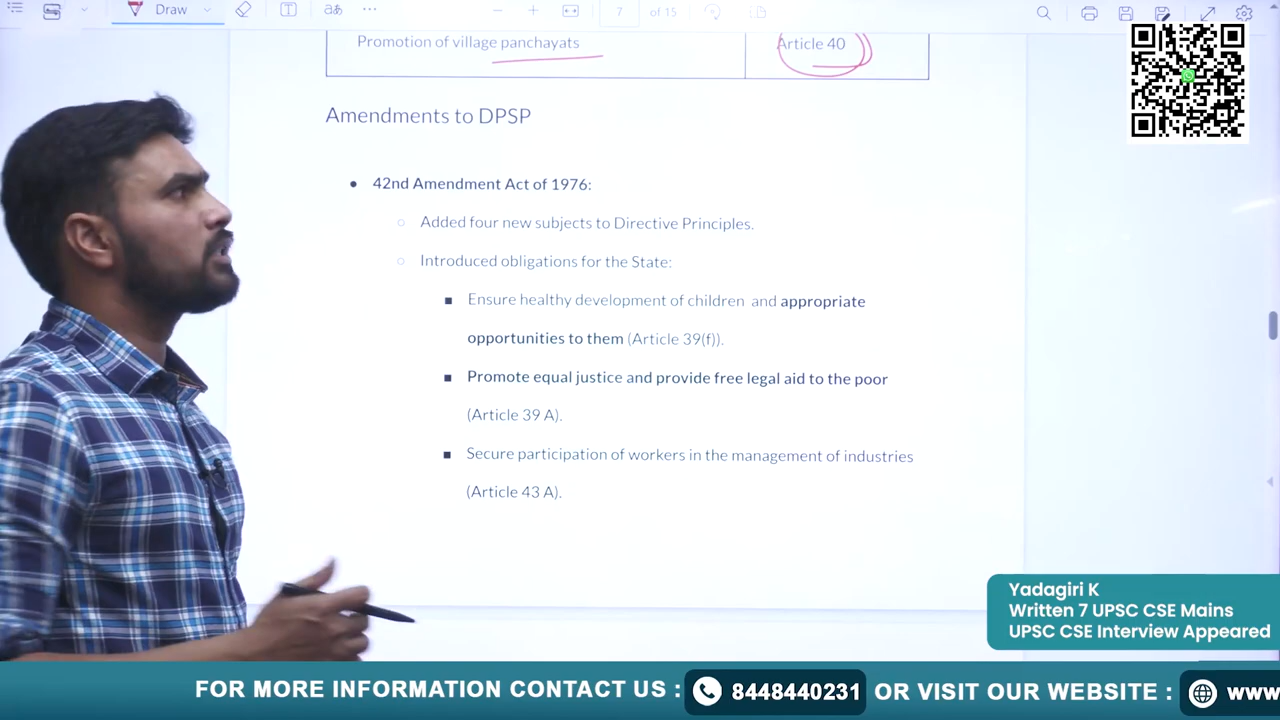 Draw
7 of 15
Promotion of village panchayats
Article 40
Amendments to DPSP
• 42nd Amendment Act of 1976:
○ Added four new subjects to Directive Principles.
○ Introduced obligations for the State:
■ Ensure healthy development of children and appropriate
opportunities to them (Article 39(f)).
■ Promote equal justice and provide free legal aid to the poor
(Article 39 A).
■ Secure participation of workers in the management of industries
(Article 43 A).
Yadagiri K
Written 7 UPSC CSE Mains
UPSC CSE Interview Appeared
FOR MORE INFORMATION CONTACT US : 8448440231 OR VISIT OUR WEBSITE : www